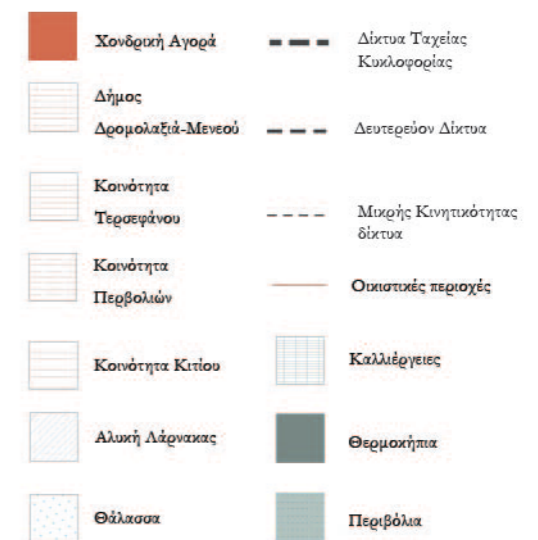 Χονδρική Αγορά
Δήμος
Δρομολαξιά-Μενεού
Κοινότητα
Τερσεφάνου
Κοινότητα
Περβολιών
Κοινότητα Κιτίου
Αλυκή Λάρνακας
Θάλασσα
Δίκτυα Ταχείας
Κυκλοφορίας
Δευτερεύον Δίκτυα
Μικρής Κινητικότητας
δίκτυα
Οικιστικές περιοχές
Καλλιέργειες
Θερμοκήπια
Περιβόλια